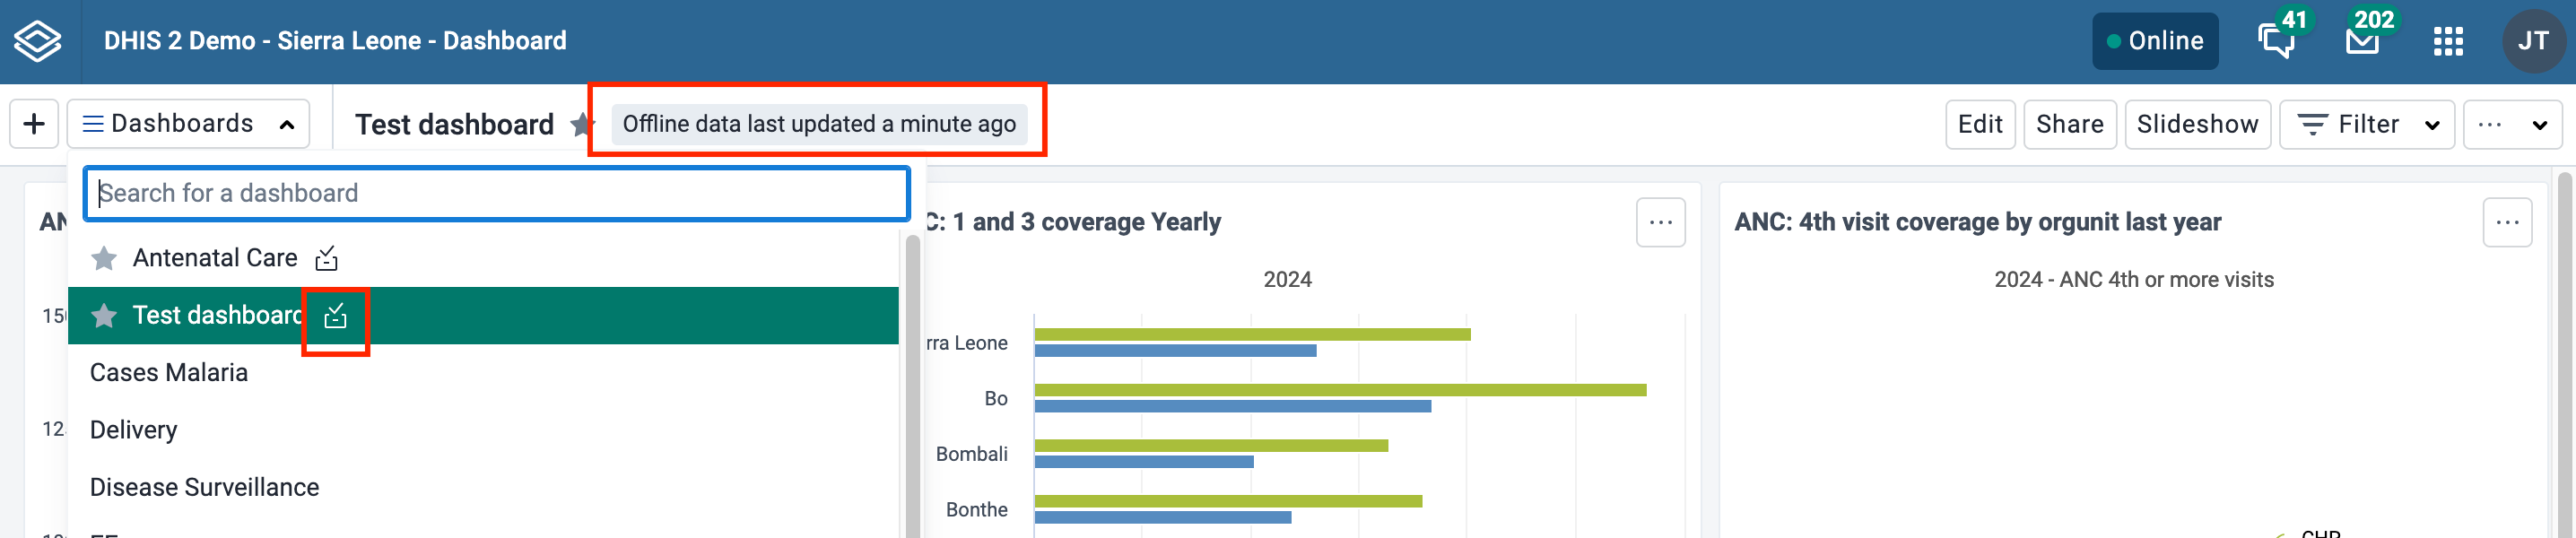 DHIS 2 Demo - Sierra Leone - Dashboard
Online
41
202
JT
+
Dashboards
Test dashboard
Offline data last updated a minute ago
Edit
Share
Slideshow
Filter
Search for a dashboard
Antenatal Care
Test dashboard
Cases Malaria
Delivery
Disease Surveillance
C: 1 and 3 coverage Yearly
2024
rra Leone
Bo
Bombali
Bonthe
ANC: 4th visit coverage by orgunit last year
2024 - ANC 4th or more visits